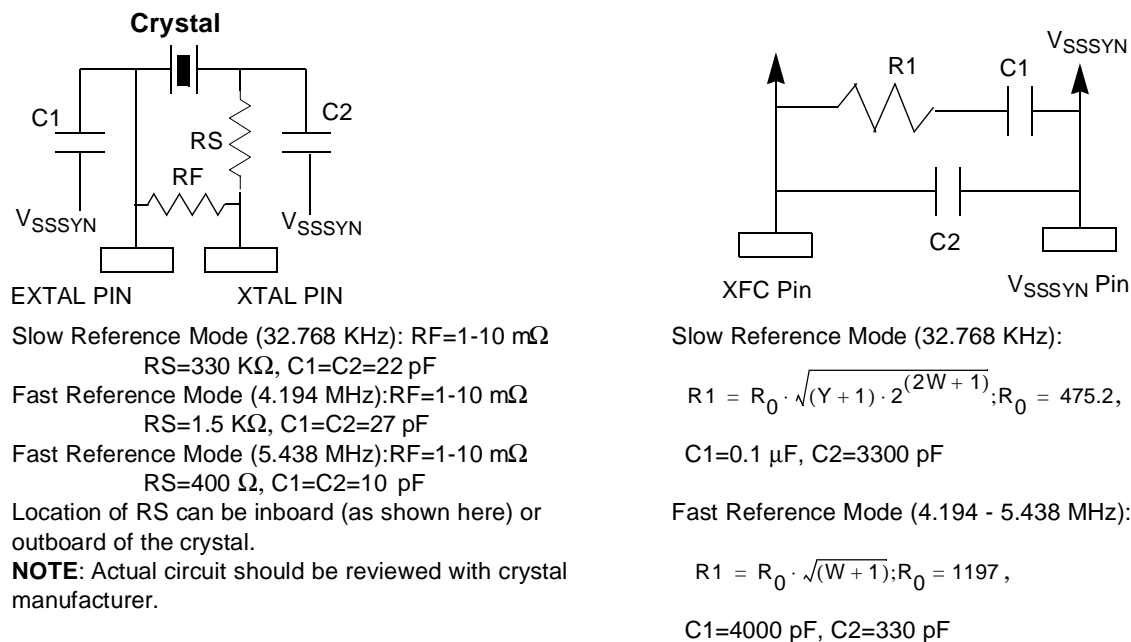 Crystal
C1
C2
RS
RF
VSSSYN
VSSSYN
EXTAL PIN
XTAL PIN
Slow Reference Mode (32.768 KHz): RF=1-10 mΩ
RS=330 KΩ, C1=C2=22 pF
Fast Reference Mode (4.194 MHz):RF=1-10 mΩ
RS=1.5 KΩ, C1=C2=27 pF
Fast Reference Mode (5.438 MHz):RF=1-10 mΩ
RS=400 Ω, C1=C2=10 pF
Location of RS can be inboard (as shown here) or
outboard of the crystal.
NOTE: Actual circuit should be reviewed with crystal
manufacturer.
VSSSYN
R1
C1
C2
XFC Pin
VSSSYN Pin
Slow Reference Mode (32.768 KHz):
R1 = R0 · √(Y + 1) · 2^(2W + 1);R0 = 475.2,
C1=0.1 μF, C2=3300 pF
Fast Reference Mode (4.194 - 5.438 MHz):
R1 = R0 · √(W + 1);R0 = 1197 ,
C1=4000 pF, C2=330 pF